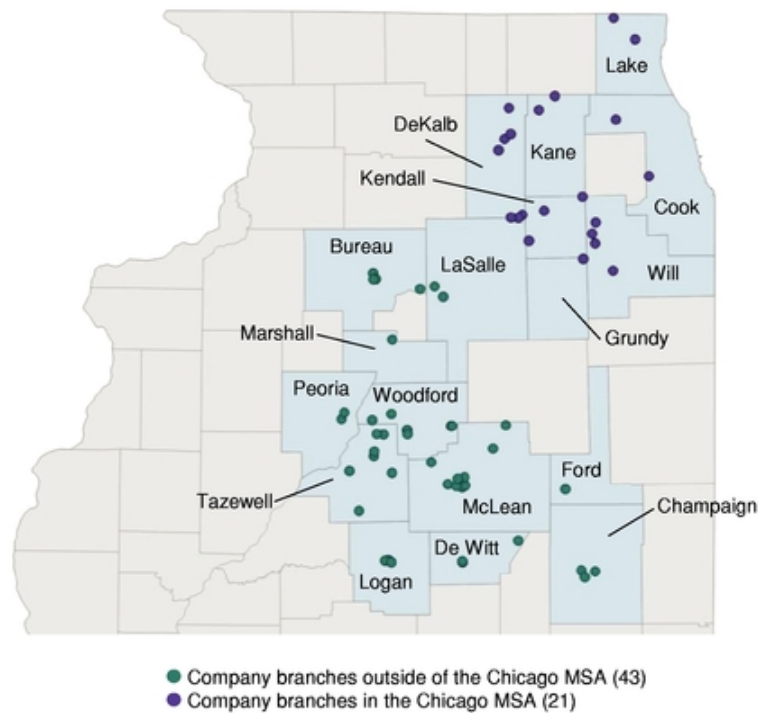 Lake
DeKalb
Kane
Kendall
Cook
Bureau
LaSalle
Will
Marshall
Grundy
Peoria
Woodford
Ford
Tazewell
McLean
Champaign
De Witt
Logan
Company branches outside of the Chicago MSA (43)
Company branches in the Chicago MSA (21)